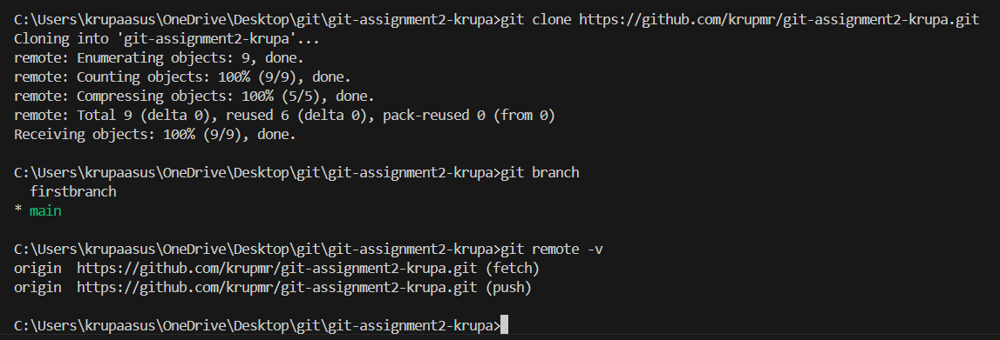 C:\Users\krupaasus\OneDrive\Desktop\git\git-assignment2-krupa>git clone https://github.com/krupmr/git-assignment2-krupa.git
Cloning into 'git-assignment2-krupa'...
remote: Enumerating objects: 9, done.
remote: Counting objects: 100% (9/9), done.
remote: Compressing objects: 100% (5/5), done.
remote: Total 9 (delta 0), reused 6 (delta 0), pack-reused 0 (from 0)
Receiving objects: 100% (9/9), done.
C:\Users\krupaasus\OneDrive\Desktop\git\git-assignment2-krupa>git branch
  firstbranch
* main
C:\Users\krupaasus\OneDrive\Desktop\git\git-assignment2-krupa>git remote -v
origin  https://github.com/krupmr/git-assignment2-krupa.git (fetch)
origin  https://github.com/krupmr/git-assignment2-krupa.git (push)
C:\Users\krupaasus\OneDrive\Desktop\git\git-assignment2-krupa>